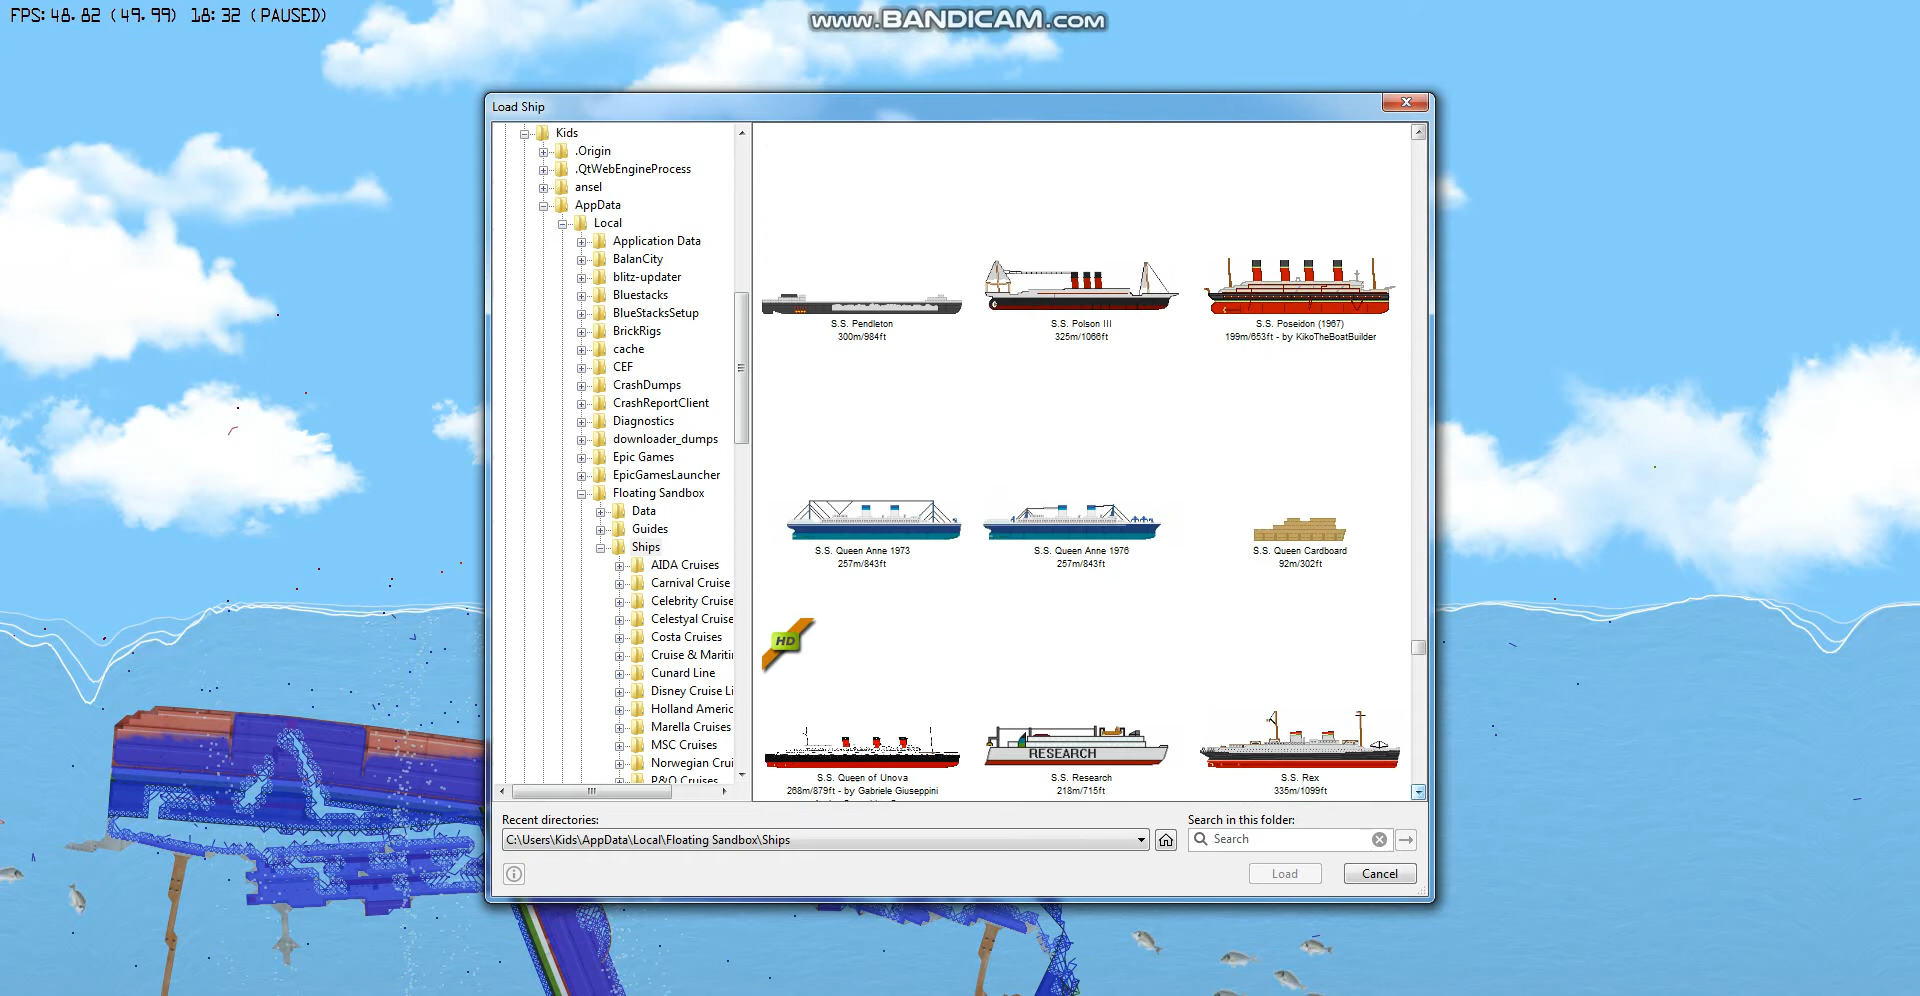 FPS:48.82 (49.99) 18:32 (PAUSED)
www.BANDICAM.com
Load Ship
Kids
.Origin
.QtWebEngineProcess
ansel
AppData
Local
Application Data
BalanCity
blitz-updater
Bluestacks
BlueStacksSetup
BrickRigs
cache
CEF
CrashDumps
CrashReportClient
Diagnostics
downloader_dumps
Epic Games
EpicGamesLauncher
Floating Sandbox
Data
Guides
Ships
AIDA Cruises
Carnival Cruise
Celebrity Cruise
Celestyal Cruise
Costa Cruises
Cruise & Mariti
Cunard Line
Disney Cruise Li
Holland Americ
Marella Cruises
MSC Cruises
Norwegian Crui
P&O Cruises
S.S. Pendleton
300m/984ft
S.S. Polson III
325m/1066ft
S.S. Poseidon (1967)
199m/653ft - by KikoTheBoatBuilder
S.S. Queen Anne 1973
257m/843ft
S.S. Queen Anne 1976
257m/843ft
S.S. Queen Cardboard
92m/302ft
HD
S.S. Queen of Unova
268m/879ft - by Gabriele Giuseppini
RESEARCH
S.S. Research
218m/715ft
S.S. Rex
335m/1099ft
Recent directories:
C:\Users\Kids\AppData\Local\Floating Sandbox\Ships
Search in this folder:
Search
Load
Cancel